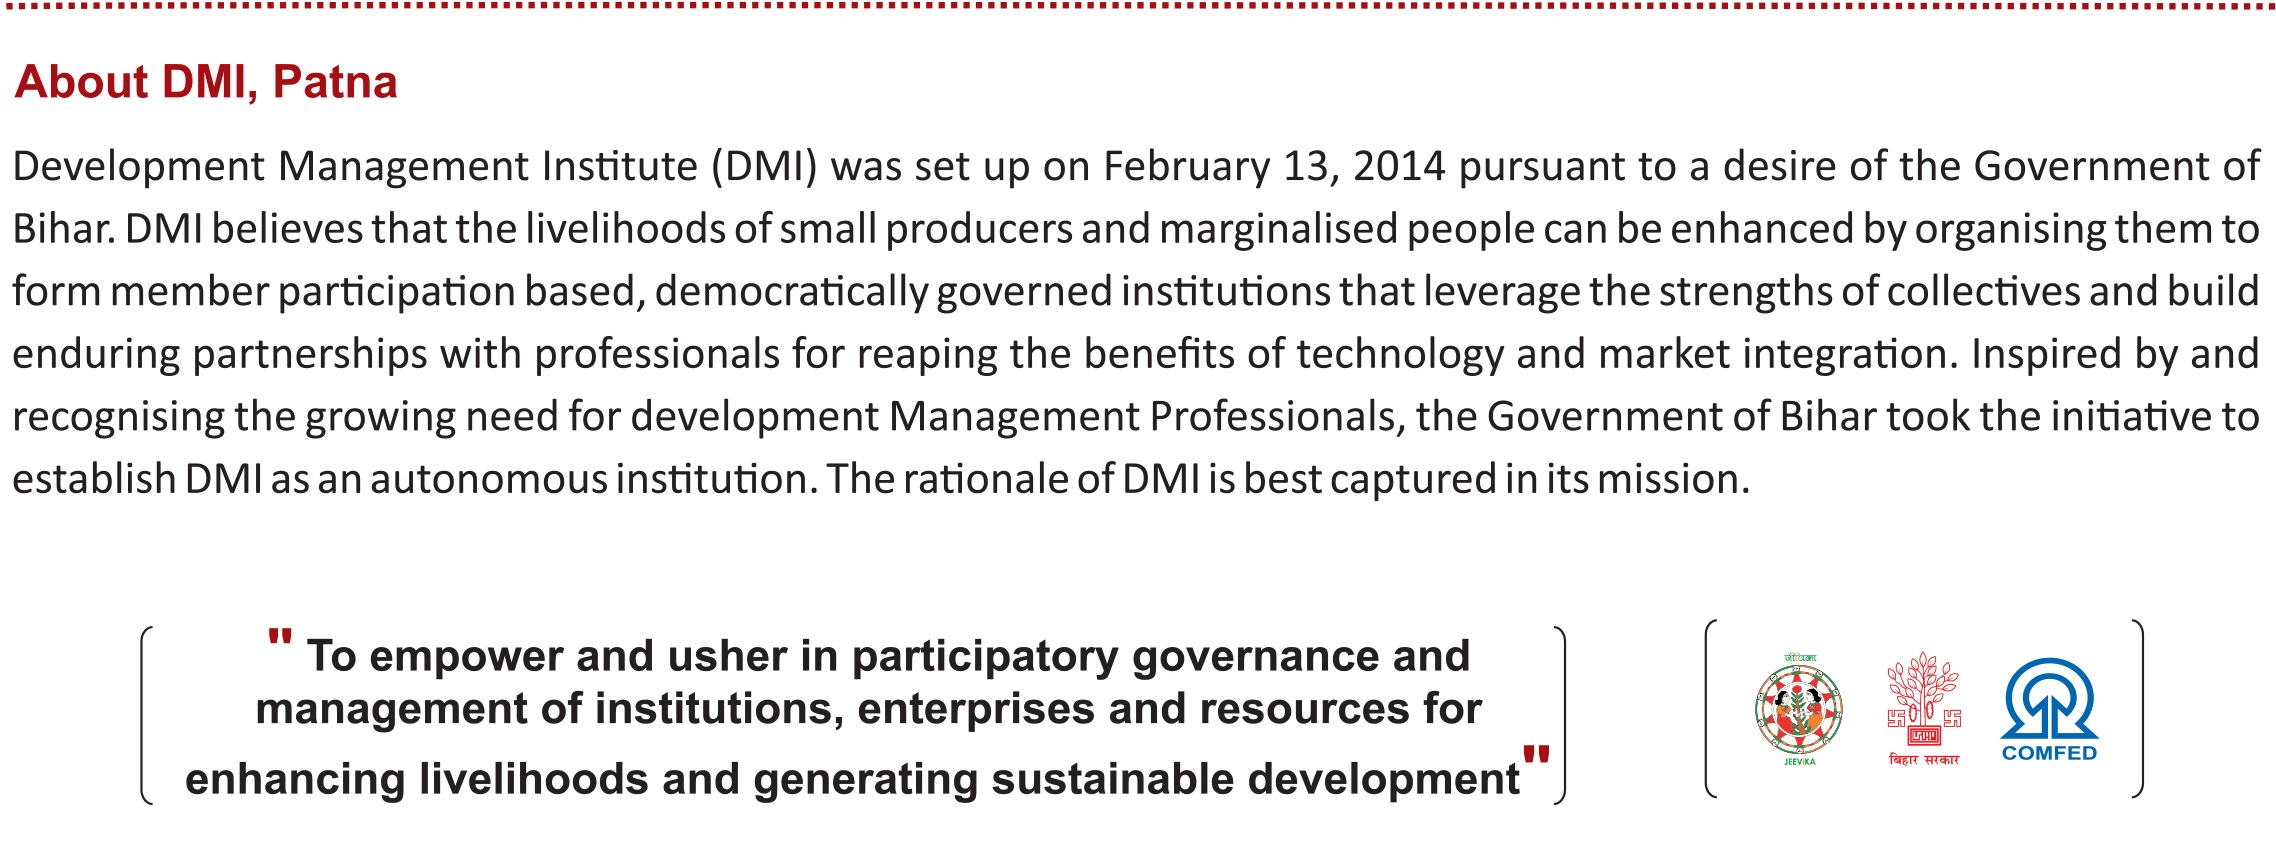 About DMI, Patna
Development Management Institute (DMI) was set up on February 13, 2014 pursuant to a desire of the Government of
Bihar. DMI believes that the livelihoods of small producers and marginalised people can be enhanced by organising them to
form member participation based, democratically governed institutions that leverage the strengths of collectives and build
enduring partnerships with professionals for reaping the benefits of technology and market integration. Inspired by and
recognising the growing need for development Management Professionals, the Government of Bihar took the initiative to
establish DMI as an autonomous institution. The rationale of DMI is best captured in its mission.
" To empower and usher in participatory governance and
management of institutions, enterprises and resources for
enhancing livelihoods and generating sustainable development"
जीविका
JEEViKA
बिहार सरकार
COMFED